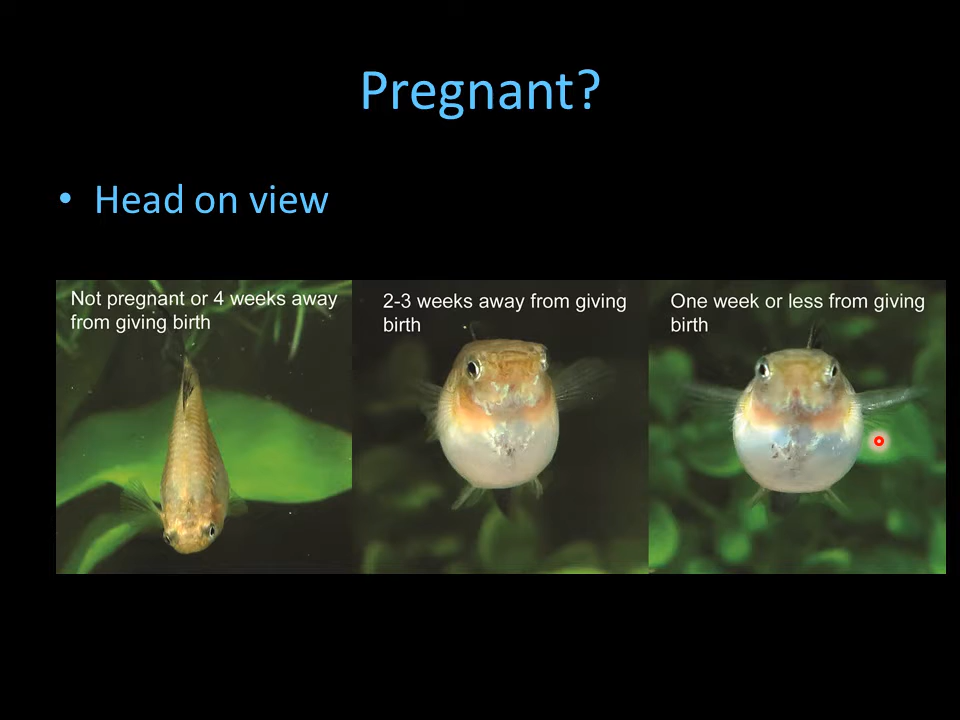 Pregnant?
• Head on view
Not pregnant or 4 weeks away
from giving birth
2-3 weeks away from giving
birth
One week or less from giving
birth